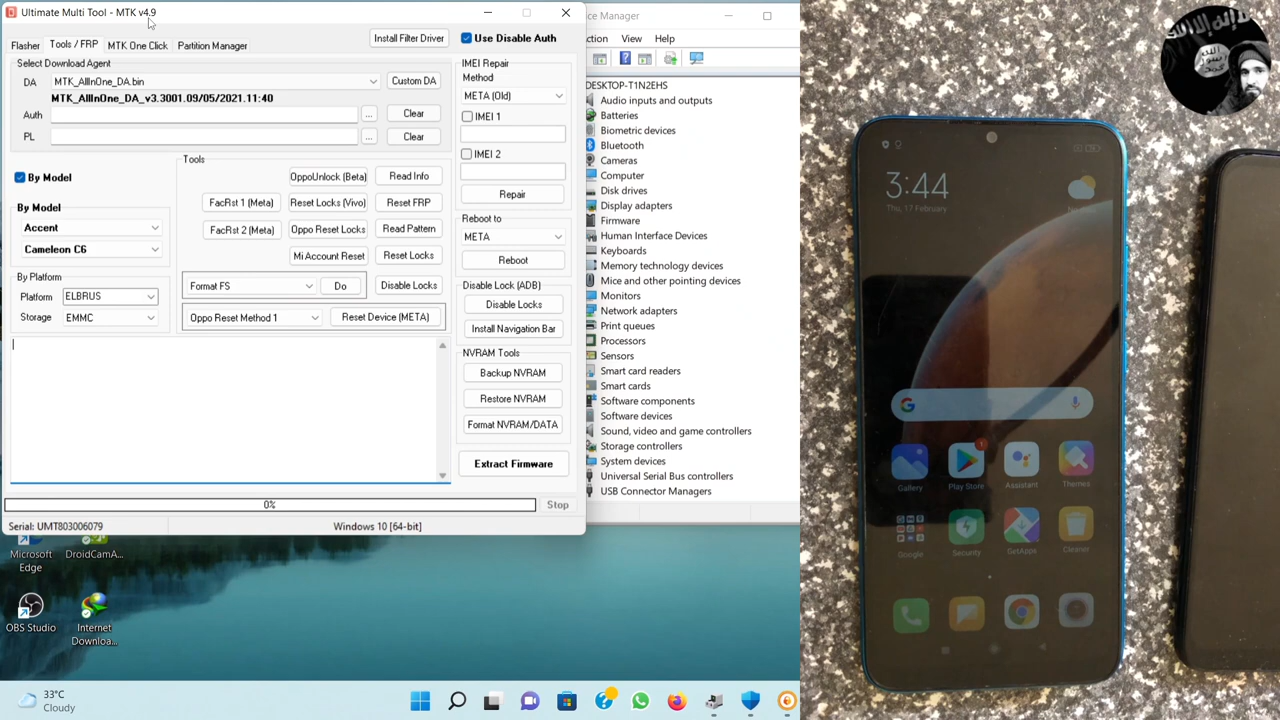 Ultimate Multi Tool - MTK v4.9
Flasher
Tools / FRP
MTK One Click
Partition Manager
Install Filter Driver
Use Disable Auth
Select Download Agent
DA
MTK_AllInOne_DA.bin
Custom DA
MTK_AllInOne_DA_v3.3001.09/05/2021.11:40
Auth
...
Clear
PL
...
Clear
By Model
By Model
Accent
Cameleon C6
By Platform
Platform
ELBRUS
Storage
EMMC
Tools
OppoUnlock (Beta)
Read Info
FacRst 1 (Meta)
Reset Locks (Vivo)
Reset FRP
FacRst 2 (Meta)
Oppo Reset Locks
Read Pattern
Mi Account Reset
Reset Locks
Format FS
Do
Disable Locks
Oppo Reset Method 1
Reset Device (META)
IMEI Repair
Method
META (Old)
IMEI 1
IMEI 2
Repair
Reboot to
META
Reboot
Disable Lock (ADB)
Disable Locks
Install Navigation Bar
NVRAM Tools
Backup NVRAM
Restore NVRAM
Format NVRAM/DATA
Extract Firmware
0%
Stop
Serial: UMT803006079
Windows 10 [64-bit]
ce Manager
ction
View
Help
DESKTOP-T1N2EHS
Audio inputs and outputs
Batteries
Biometric devices
Bluetooth
Cameras
Computer
Disk drives
Display adapters
Firmware
Human Interface Devices
Keyboards
Memory technology devices
Mice and other pointing devices
Monitors
Network adapters
Print queues
Processors
Sensors
Smart card readers
Smart cards
Software components
Software devices
Sound, video and game controllers
Storage controllers
System devices
Universal Serial Bus controllers
USB Connector Managers
Microsoft
Edge
DroidCamA...
OBS Studio
Internet
Downloa...
33°C
Cloudy
3:44
Thu, 17 February
Gallery
Play Store
Assistant
Themes
Google
Security
GetApps
Cleaner